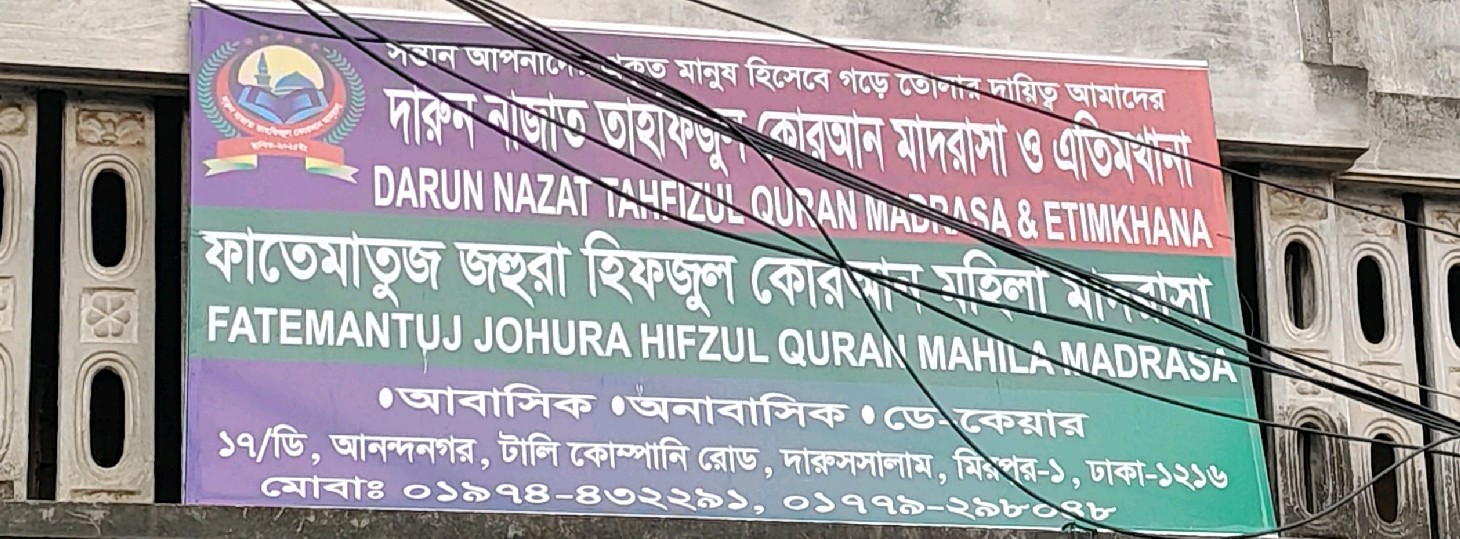 সন্তান আপনাদের প্রকৃত মানুষ হিসেবে গড়ে তোলার দায়িত্ব আমাদের
দারুন নাজাত তাহফিজুল কোরআন মাদরাসা ও এতিমখানা
DARUN NAZAT TAHFIZUL QURAN MADRASA & ETIMKHANA
ফাতেমাতুজ জহুরা হিফজুল কোরআন মহিলা মাদরাসা
FATEMANTUJ JOHURA HIFZUL QURAN MAHILA MADRASA
•আবাসিক •অনাবাসিক • ডে-কেয়ার
১৭/ডি, আনন্দনগর, টালি কোম্পানি রোড, দারুসসালাম, মিরপুর-১, ঢাকা-১২১৬
মোবাঃ ০১৯৭৪-৪৩২২৯১, ০১৭৭৯-২৯৮০৪৮